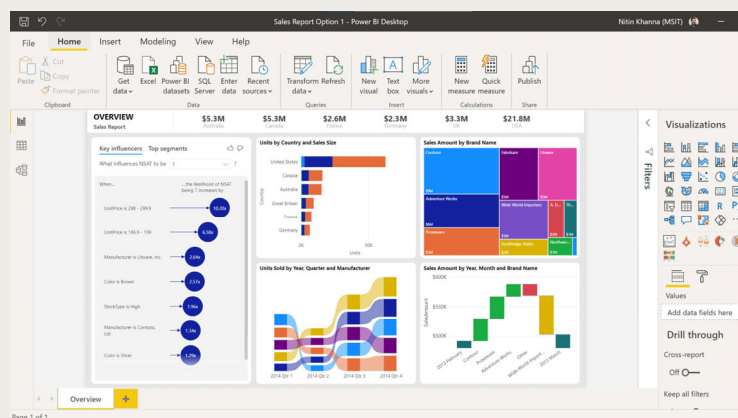 Sales Report Option 1 - Power BI Desktop
Nitin Khanna (MSIT)
File Home Insert Modeling View Help
Paste
Cut
Copy
Format painter
Get data
Excel
Power BI datasets
SQL Server
Enter data
Recent sources
Transform data
Refresh
New visual
Text box
More visuals
New measure
Quick measure
Publish
Clipboard Data Queries Insert Calculations Share
OVERVIEW
Sales Report
$5.3M $5.3M $2.6M $2.3M $3.3M $21.8M
Australia Canada France Germany UK USA
Key influencers Top segments
What influences NSAT to be 7 ?
When...
...the likelihood of NSAT being 7 increases by
UnitPrice is 298 - 299.9 10.20x
UnitPrice is 198.9 - 199 6.58x
Manufacturer is Litware, Inc. 2.64x
Color is Brown 2.57x
StockType is High 1.96x
Manufacturer is Contoso, Ltd 1.34x
Color is Silver 1.29x
Units by Country and Sales Size
Country
United States
Canada
Australia
Great Britain
France
Germany
0K 50K
Units
Sales Amount by Brand Name
Contoso
Fabrikam
Litware
Adventure Works
Wide World Importers
A. D...
Proseware
Southridge Video
Northwin...
Units Sold by Year, Quarter and Manufacturer
2014 Qtr 1 2014 Qtr 2 2014 Qtr 3 2014 Qtr 4
Sales Amount by Year, Month and Brand Name
SalesAmount
$600K
$550K
$500K
2013 February
Contoso
Proseware
Adventure Works
Other
Wide World Import...
2013 March
Filters
Visualizations
Values
Add data fields here
Drill through
Cross-report
Off
Keep all filters
Overview
Page 1 of 1